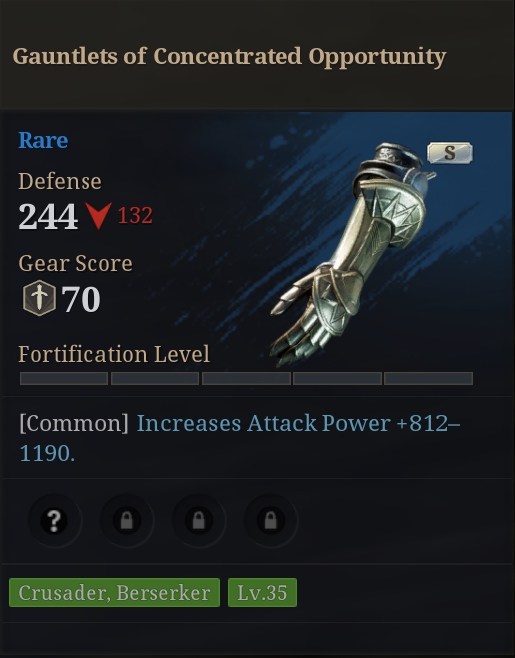 Gauntlets of Concentrated Opportunity
Rare
S
Defense
244 132
Gear Score
70
Fortification Level
[Common] Increases Attack Power +812–
1190.
?
Crusader, Berserker Lv.35